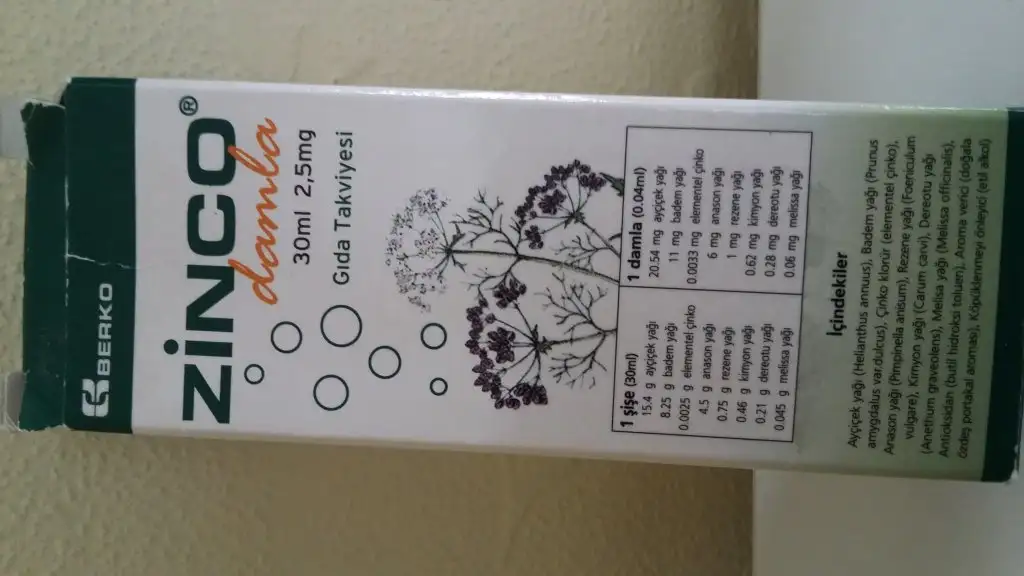 BERKO
ZİNCO®
damla
30ml 2,5mg
Gıda Takviyesi
1 şişe (30ml)
15.4 g ayçiçek yağı
8.25 g badem yağı
0.0025 g elementel çinko
4.5 g anason yağı
0.75 g rezene yağı
0.46 g kimyon yağı
0.21 g dereotu yağı
0.045 g melissa yağı
1 damla (0.04ml)
20.54 mg ayçiçek yağı
11 mg badem yağı
0.0033 mg elementel çinko
6 mg anason yağı
1 mg rezene yağı
0.62 mg kimyon yağı
0.28 mg dereotu yağı
0.06 mg melissa yağı
İçindekiler
Ayçiçek yağı (Helianthus annuus), Badem yağı (Prunus
amygdalus var.dulcus), Çinko klorür (elementel çinko),
Anason yağı (Pimpinella anisum), Rezene yağı (Foeniculum
vulgare), Kimyon yağı (Carum carvi), Dereotu yağı
(Anethium graveolens), Melisa yağı (Melissa officinalis),
Antioksidan (butil hidroksi toluen), Aroma verici (doğala
özdeş portakal aroması), Köpüklenmeyi önleyici (etil alkol)